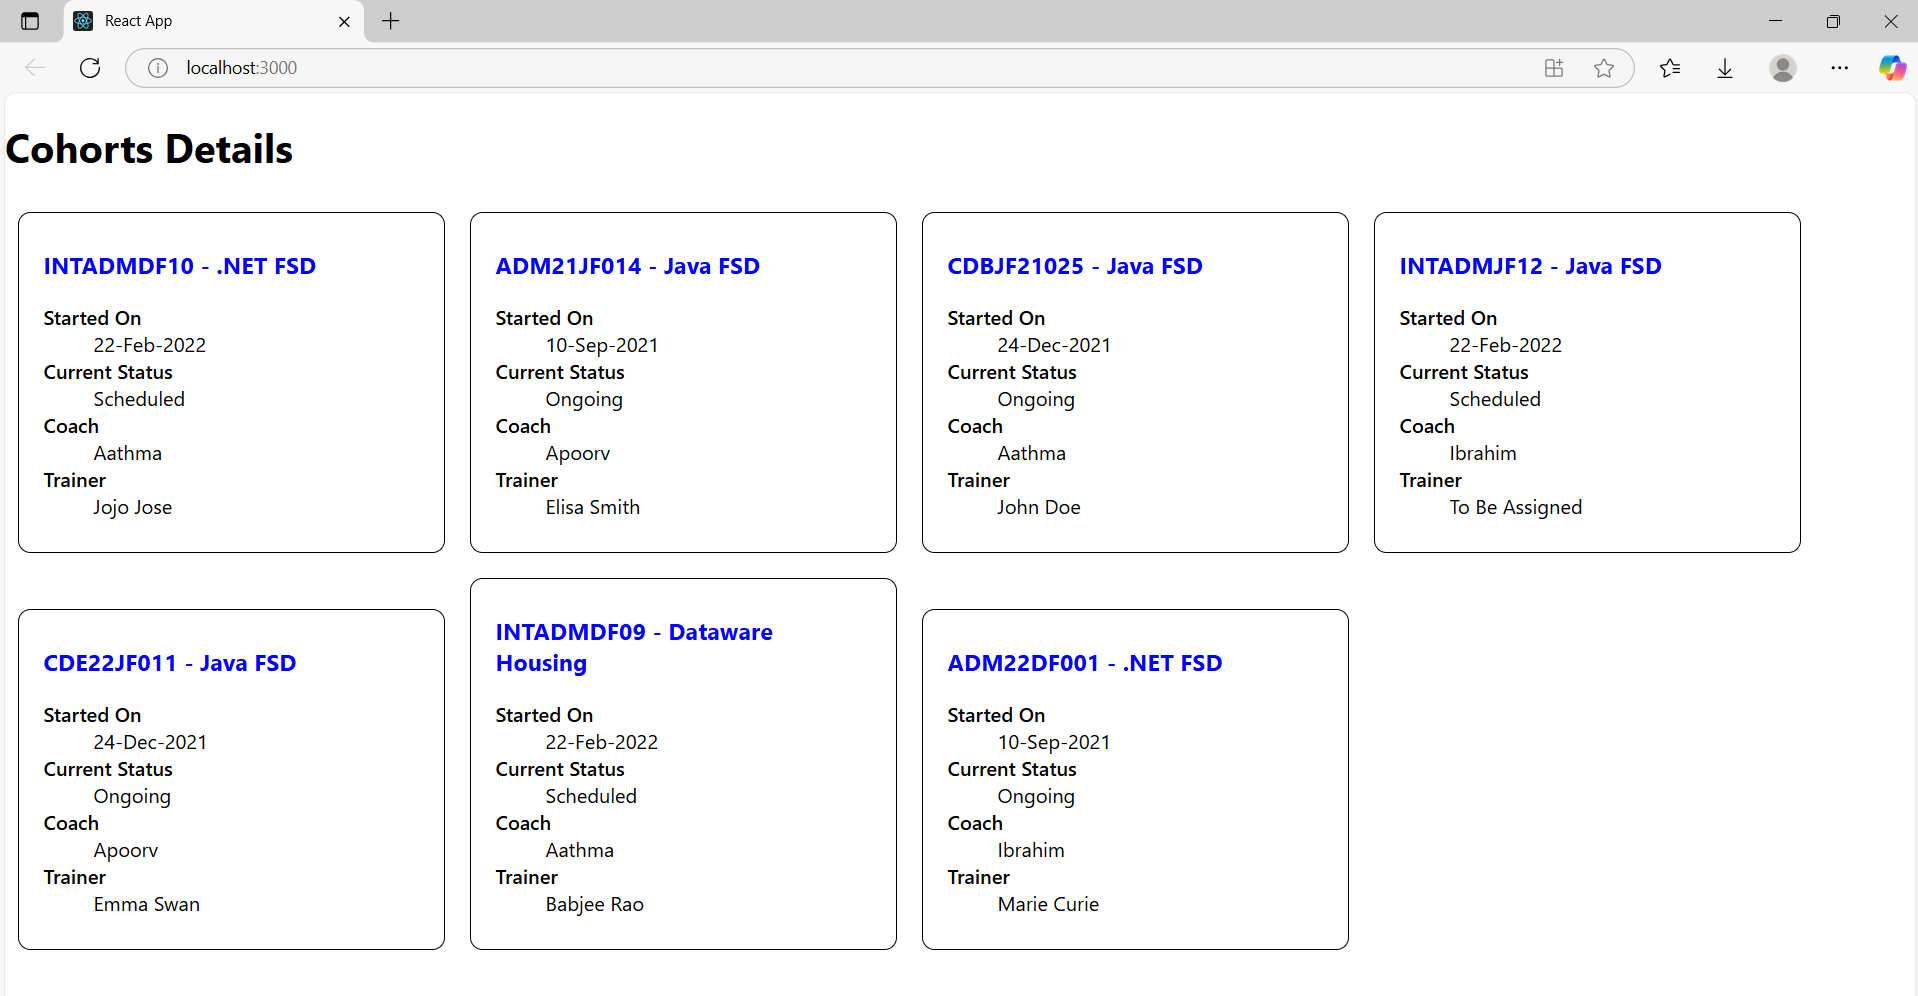 React App
localhost:3000
Cohorts Details
INTADMDF10 - .NET FSD
Started On
22-Feb-2022
Current Status
Scheduled
Coach
Aathma
Trainer
Jojo Jose
ADM21JF014 - Java FSD
Started On
10-Sep-2021
Current Status
Ongoing
Coach
Apoorv
Trainer
Elisa Smith
CDBJF21025 - Java FSD
Started On
24-Dec-2021
Current Status
Ongoing
Coach
Aathma
Trainer
John Doe
INTADMJF12 - Java FSD
Started On
22-Feb-2022
Current Status
Scheduled
Coach
Ibrahim
Trainer
To Be Assigned
CDE22JF011 - Java FSD
Started On
24-Dec-2021
Current Status
Ongoing
Coach
Apoorv
Trainer
Emma Swan
INTADMDF09 - Dataware
Housing
Started On
22-Feb-2022
Current Status
Scheduled
Coach
Aathma
Trainer
Babjee Rao
ADM22DF001 - .NET FSD
Started On
10-Sep-2021
Current Status
Ongoing
Coach
Ibrahim
Trainer
Marie Curie